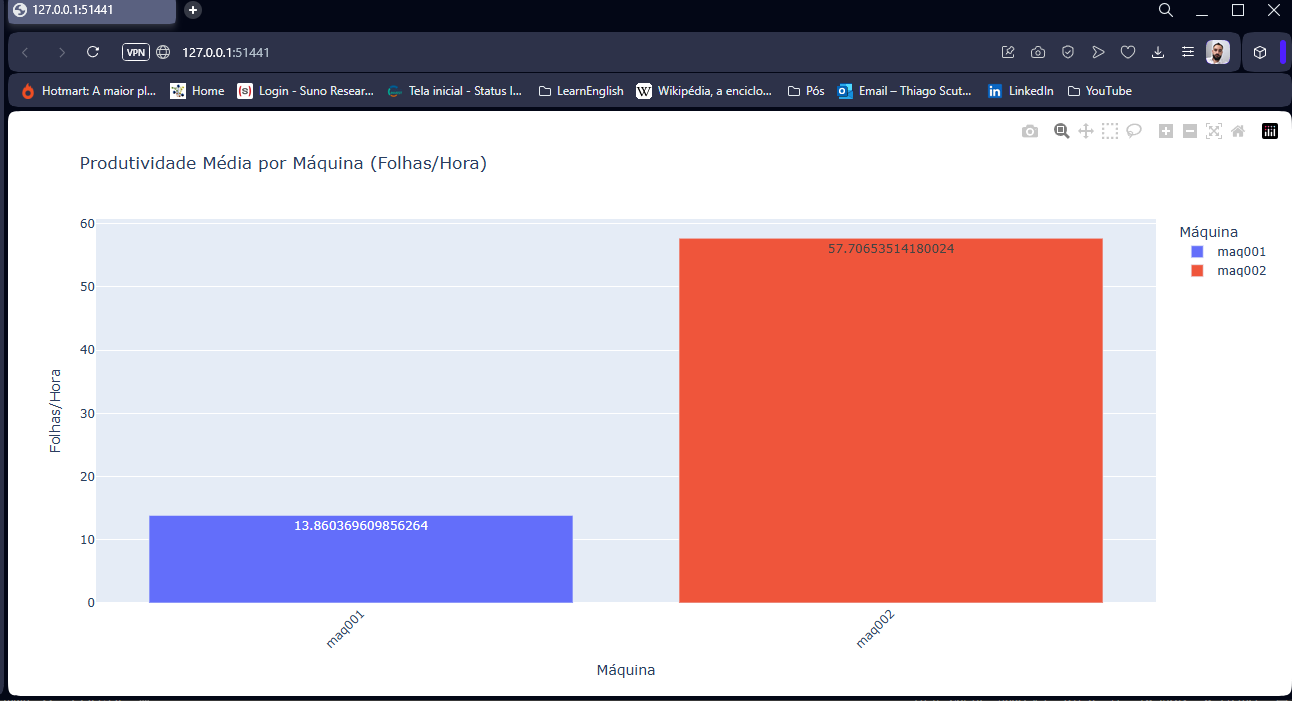 127.0.0.1:51441
VPN 127.0.0.1:51441
Hotmart: A maior pl... Home (s) Login - Suno Resear... Tela inicial - Status I... LearnEnglish W Wikipédia, a enciclo... Pós Email – Thiago Scut... in LinkedIn YouTube
Produtividade Média por Máquina (Folhas/Hora)
60
50
40
30
20
10
0
Folhas/Hora
13.860369609856264
57.70653514180024
maq001
maq002
Máquina
Máquina
maq001
maq002